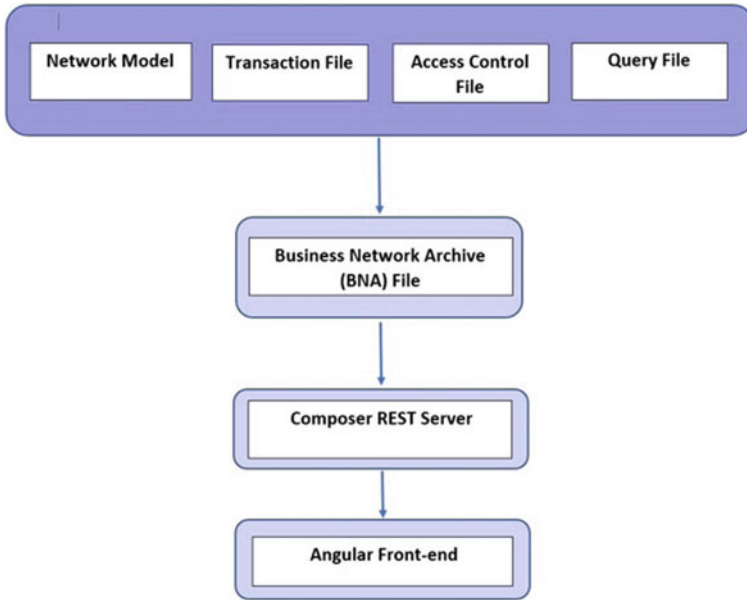 Network Model
Transaction File
Access Control
File
Query File
Business Network Archive
(BNA) File
Composer REST Server
Angular Front-end